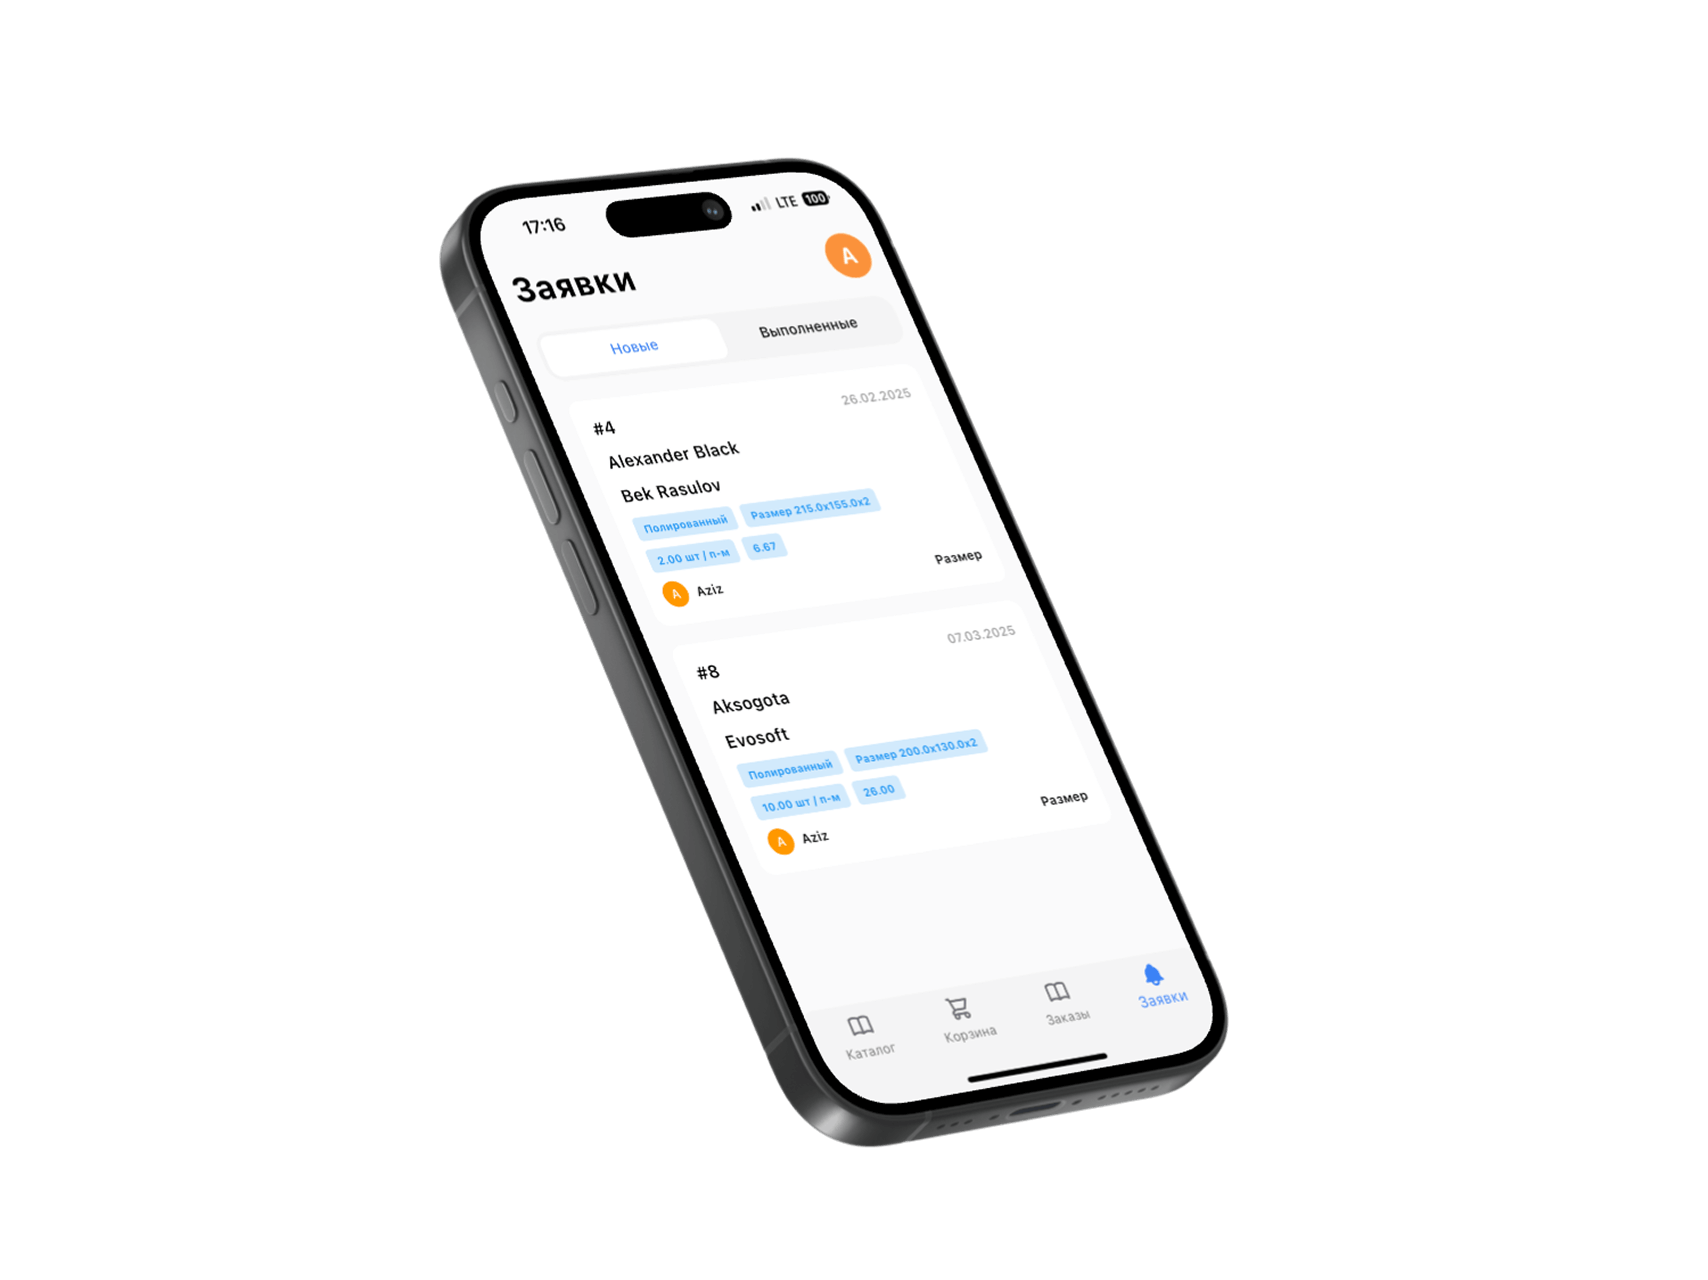 17:16 LTE 100
Заявки A
Новые Выполненные
26.02.2025
#4
Alexander Black
Bek Rasulov
Полированный Размер 215.0x155.0x2
2.00 шт / п-м 6.67
A Aziz Размер
07.03.2025
#8
Aksogota
Evosoft
Полированный Размер 200.0x130.0x2
10.00 шт / п-м 26.00
A Aziz Размер
Каталог Корзина Заказы Заявки